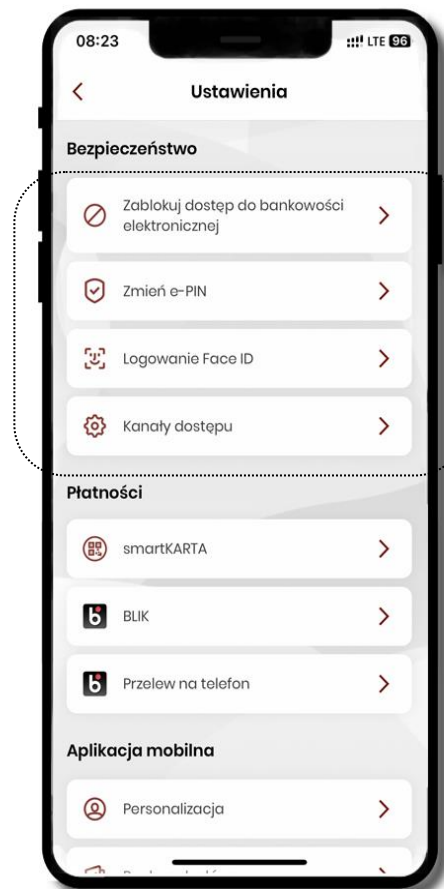 08:23 LTE 96
Ustawienia
Bezpieczeństwo
Zablokuj dostęp do bankowości
elektronicznej
Zmień e-PIN
Logowanie Face ID
Kanały dostępu
Płatności
smartKARTA
BLIK
Przelew na telefon
Aplikacja mobilna
Personalizacja